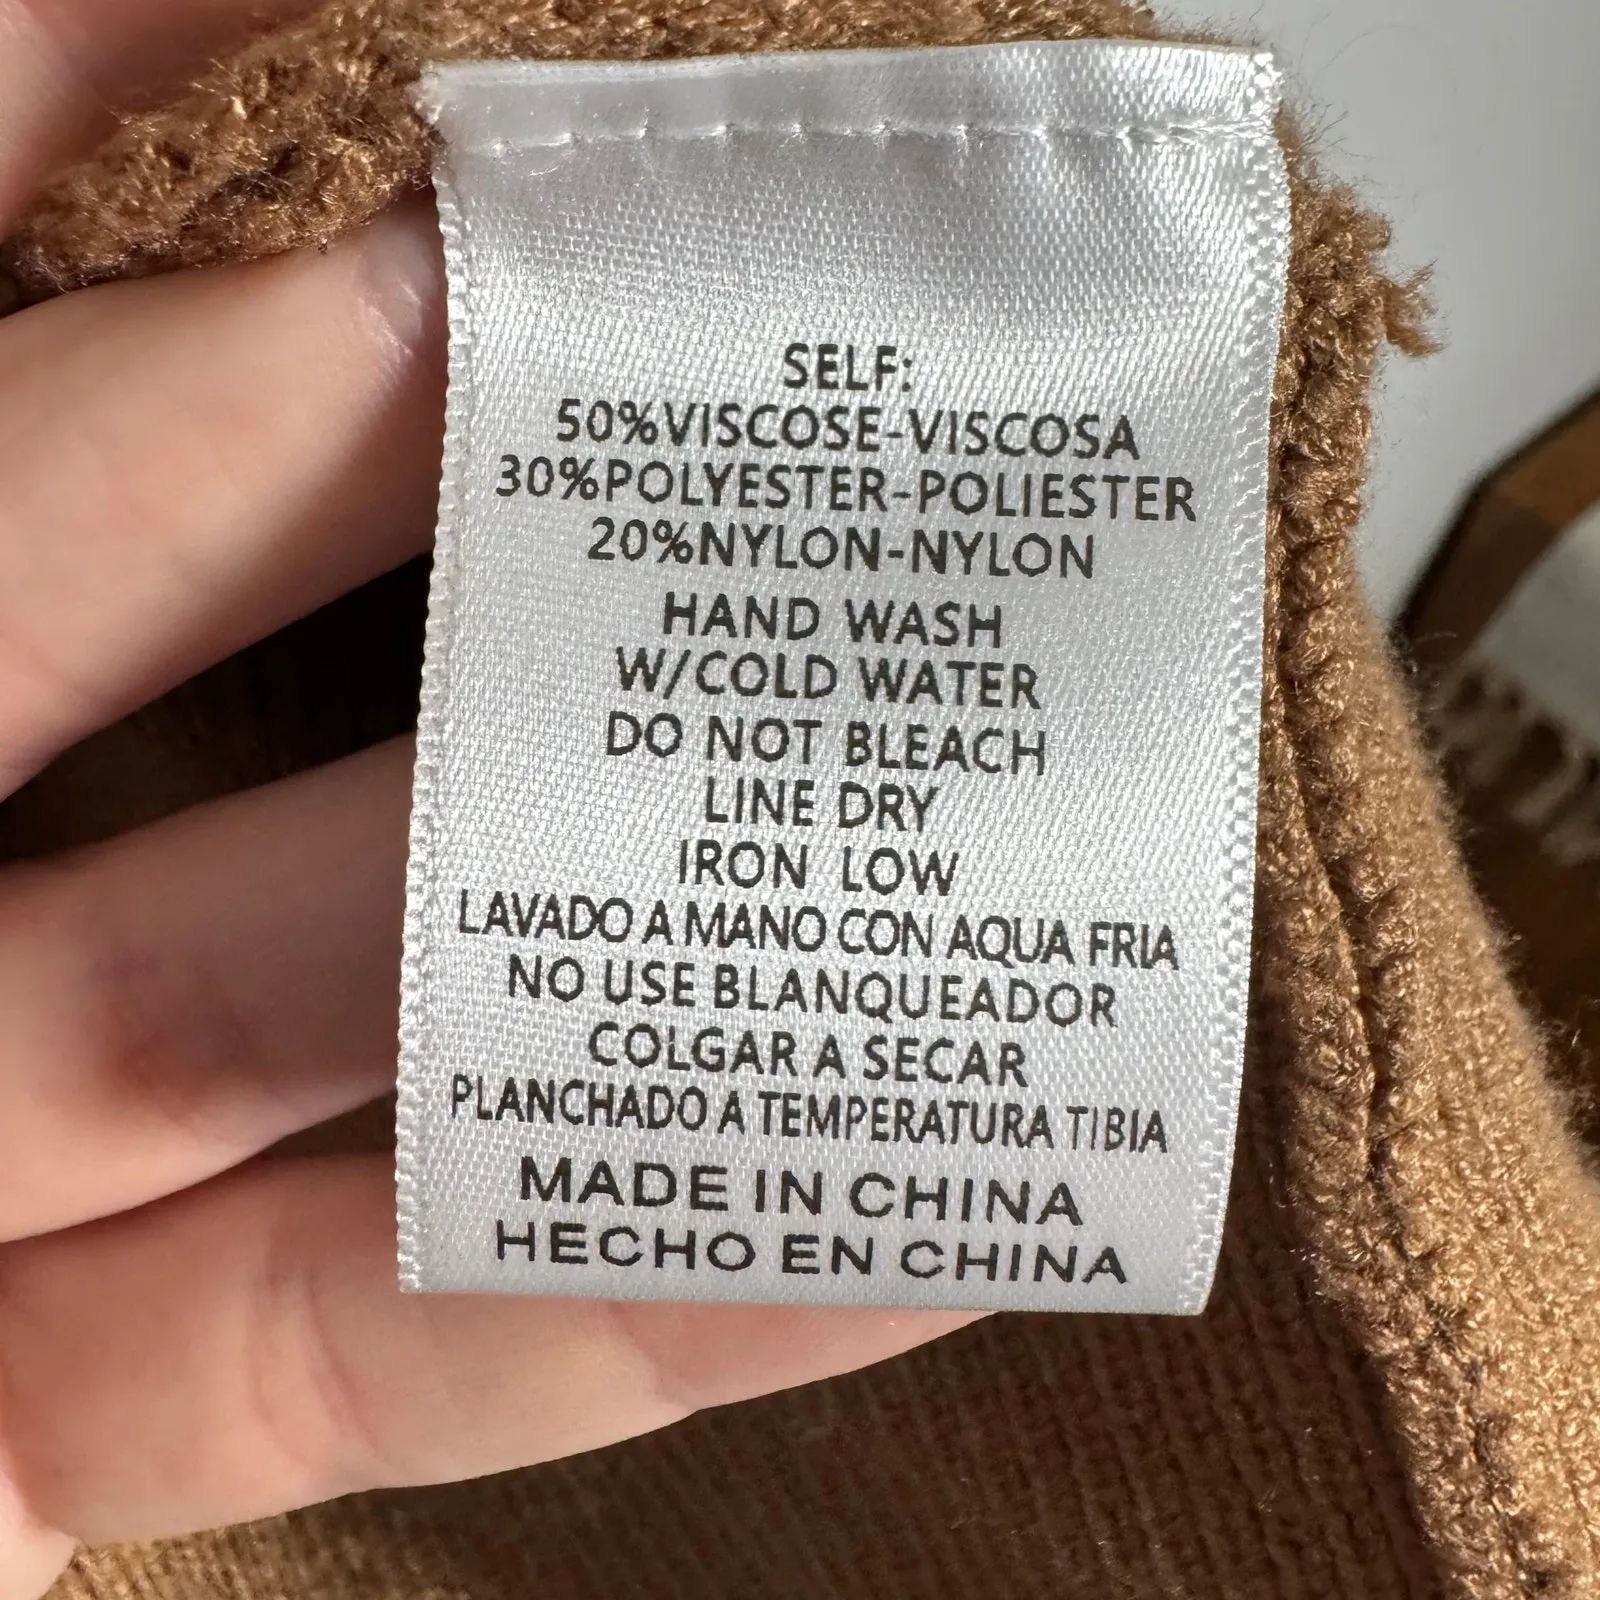 SELF:
50%VISCOSE-VISCOSA
30%POLYESTER-POLIESTER
20%NYLON-NYLON
HAND WASH
W/COLD WATER
DO NOT BLEACH
LINE DRY
IRON LOW
LAVADO A MANO CON AQUA FRIA
NO USE BLANQUEADOR
COLGAR A SECAR
PLANCHADO A TEMPERATURA TIBIA
MADE IN CHINA
HECHO EN CHINA